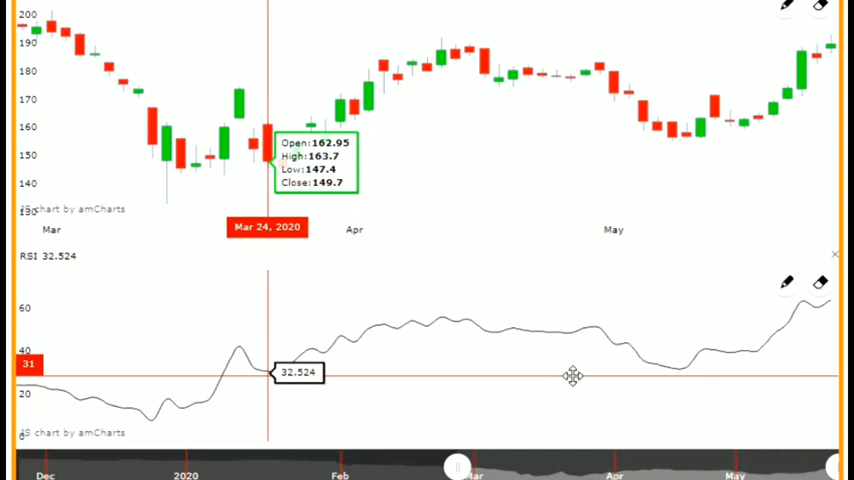 200
190
180
170
160
150
140
130
Open:162.95
High:163.7
Low:147.4
Close:149.7
JS chart by amCharts
Mar
Mar 24, 2020
Apr
May
RSI 32.524
60
40
31
20
0
32.524
JS chart by amCharts
Dec
2020
Feb
Mar
Apr
May